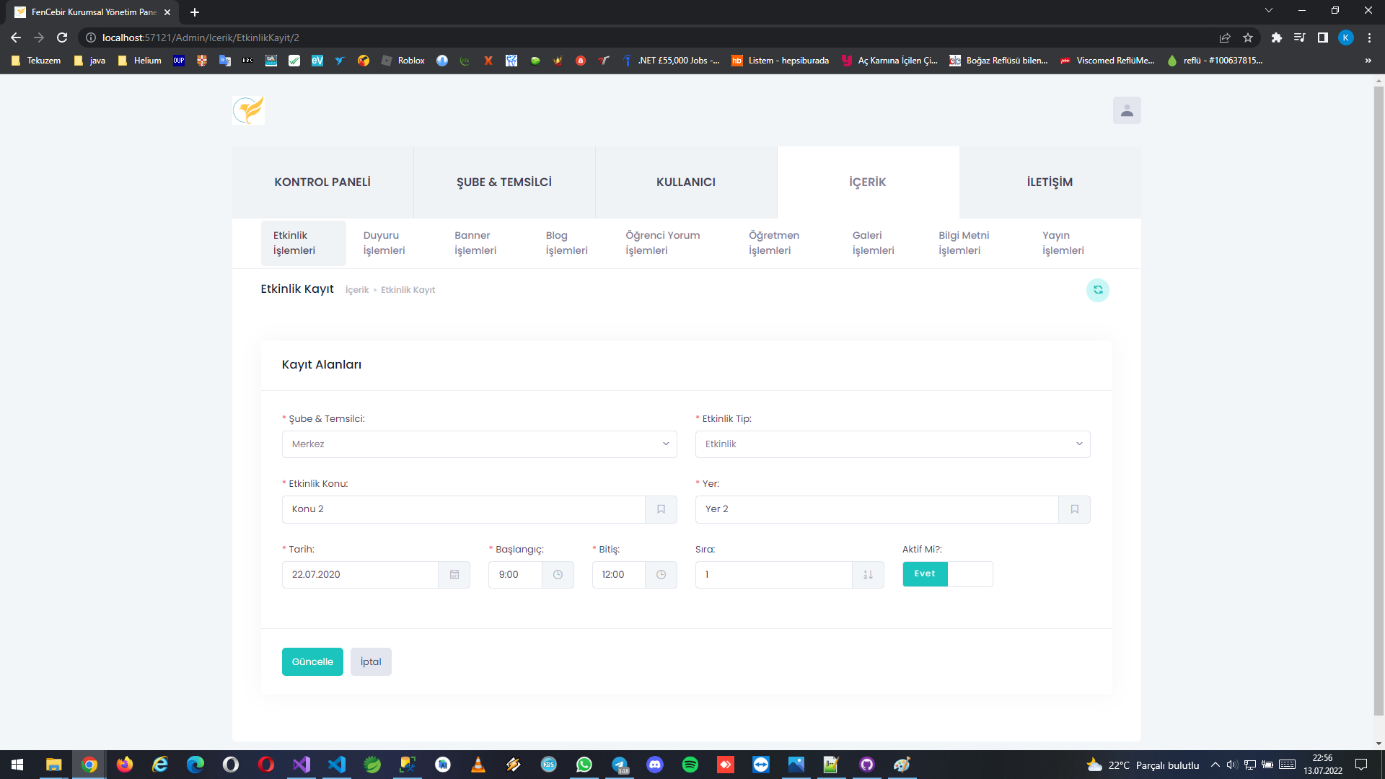 FenCebir Kurumsal Yönetim Pane
localhost:57121/Admin/Icerik/EtkinlikKayit/2
K
Tekuzem java Helium OUP BBC eV Roblox .NET £55,000 Jobs -... hb Listem - hepsiburada Aç Karnına İçilen Çi... Boğaz Reflüsü bilen... Viscomed RefluMe... reflü - #100637815... »
KONTROL PANELİ ŞUBE & TEMSİLCİ KULLANICI İÇERİK İLETİŞİM
Etkinlik İşlemleri
Duyuru İşlemleri
Banner İşlemleri
Blog İşlemleri
Öğrenci Yorum İşlemleri
Öğretmen İşlemleri
Galeri İşlemleri
Bilgi Metni İşlemleri
Yayın İşlemleri
Etkinlik Kayıt İçerik • Etkinlik Kayıt
Kayıt Alanları
* Şube & Temsilci: * Etkinlik Tip:
Merkez Etkinlik
* Etkinlik Konu: * Yer:
Konu 2 Yer 2
* Tarih: * Başlangıç: * Bitiş: Sıra: Aktif Mi?:
22.07.2020 9:00 12:00 1 Evet
Güncelle İptal
22°C Parçalı bulutlu
22:56
13.07.2022